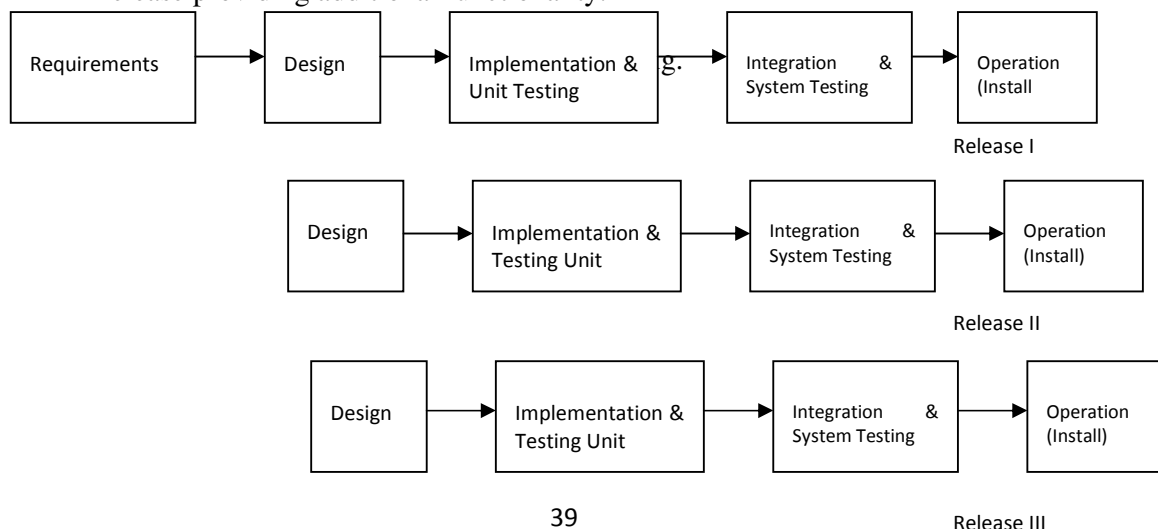 Requirements
Design
Implementation &
Unit Testing
g.
Integration &
System Testing
Operation
(Install
Release I
Design
Implementation &
Testing Unit
Integration &
System Testing
Operation
(Install)
Release II
Design
Implementation &
Testing Unit
Integration &
System Testing
Operation
(Install)
39
Release III